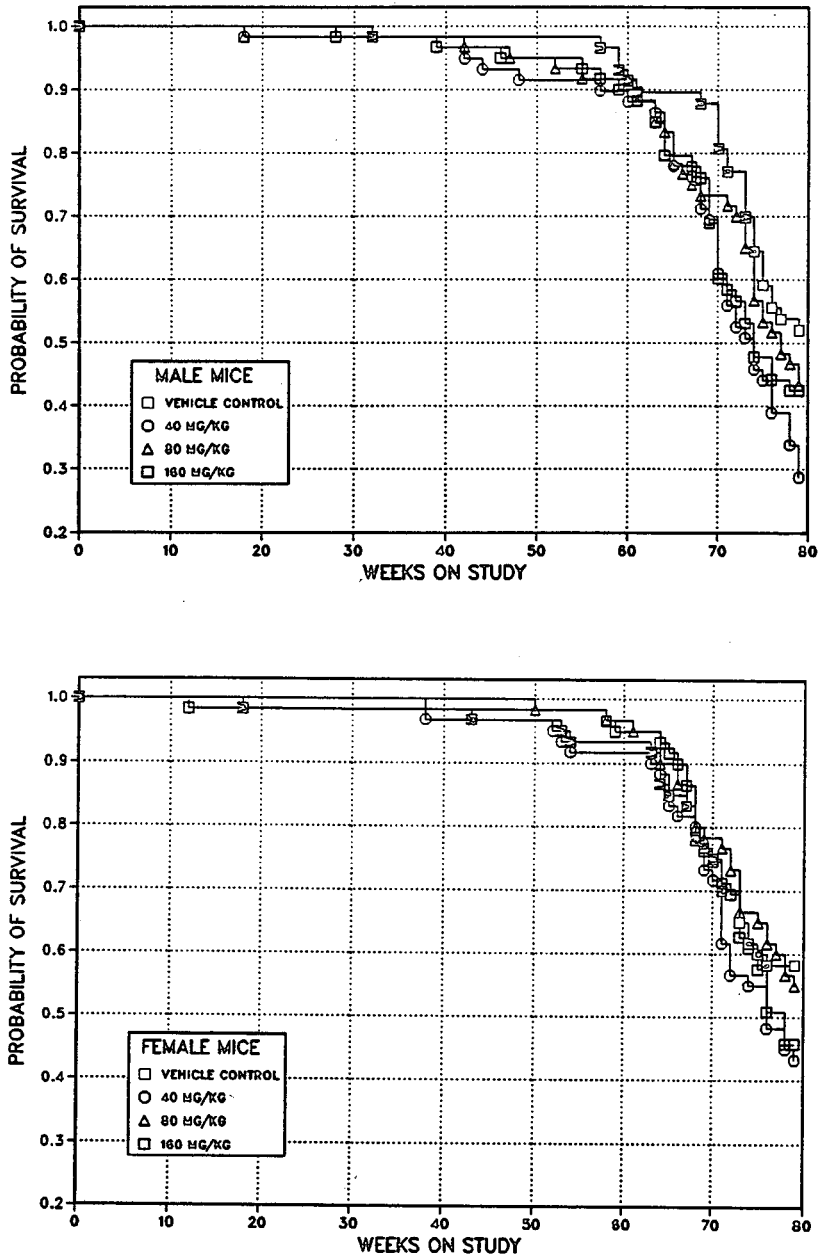 PROBABILITY OF SURVIVAL
1.0
0.9
0.8
0.7
0.6
0.5
0.4
0.3
0.2
MALE MICE
VEHICLE CONTROL
40 MG/KG
80 MG/KG
160 MG/KG
0 10 20 30 40 50 60 70 80
WEEKS ON STUDY
PROBABILITY OF SURVIVAL
1.0
0.9
0.8
0.7
0.6
0.5
0.4
0.3
0.2
FEMALE MICE
VEHICLE CONTROL
40 MG/KG
80 MG/KG
160 MG/KG
0 10 20 30 40 50 60 70 80
WEEKS ON STUDY